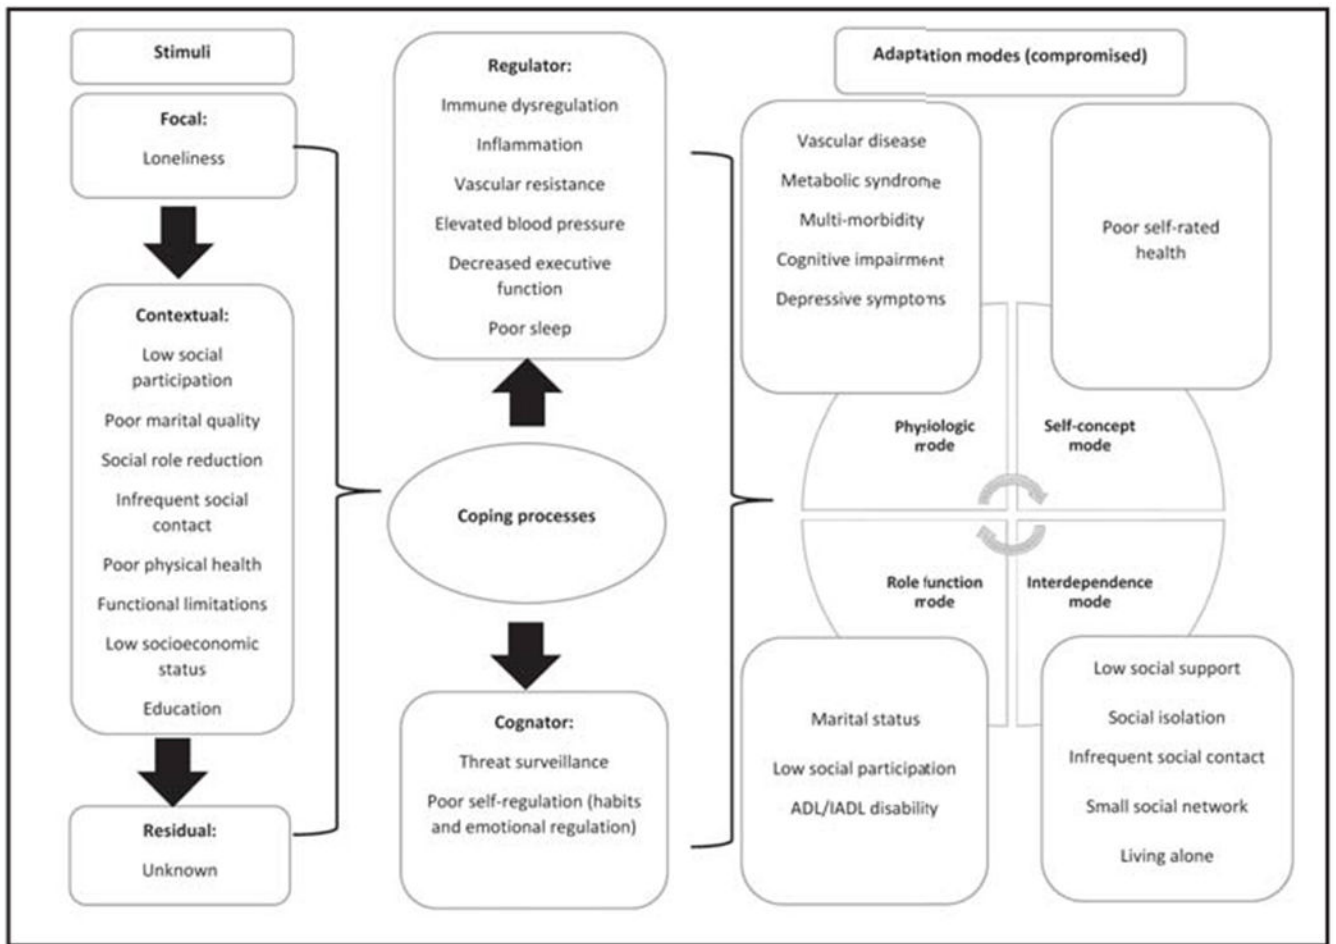 Stimuli
Focal:
Loneliness
Contextual:
Low social
participation
Poor marital quality
Social role reduction
Infrequent social
contact
Poor physical health
Functional limitations
Low socioeconomic
status
Education
Residual:
Unknown
Regulator:
Immune dysregulation
Inflammation
Vascular resistance
Elevated blood pressure
Decreased executive
function
Poor sleep
Coping processes
Cognator:
Threat surveillance
Poor self-regulation (habits
and emotional regulation)
Adaptation modes (compromised)
Vascular disease
Metabolic syndrome
Multi-morbidity
Cognitive impairment
Depressive symptoms
Poor self-rated
health
Physiologic
mode
Self-concept
mode
Role function
mode
Interdependence
mode
Marital status
Low social participation
ADL/IADL disability
Low social support
Social isolation
Infrequent social contact
Small social network
Living alone